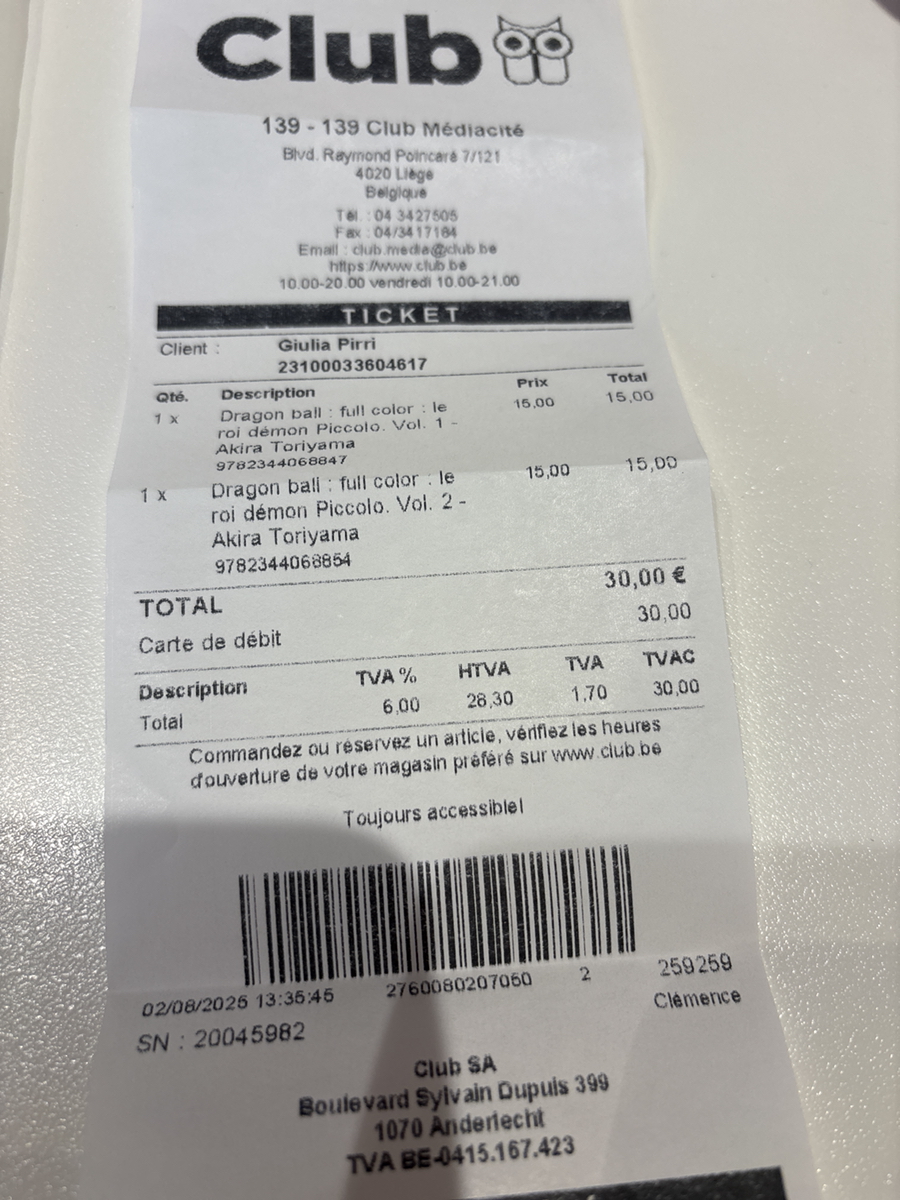 Club
139 - 139 Club Médiacité
Blvd. Raymond Poincaré 7/121
4020 Liège
Belgique
Tél. : 04 3427505
Fax : 04/3417184
Email : club.media@club.be
https://www.club.be
10.00-20.00 vendredi 10.00-21.00
TICKET
Client : Giulia Pirri
23100033604617
Qté. Description Prix Total
1 x Dragon ball : full color : le 15,00 15,00
roi démon Piccolo. Vol. 1 -
Akira Toriyama
9782344068847
1 x Dragon ball : full color : le 15,00 15,00
roi démon Piccolo. Vol. 2 -
Akira Toriyama
9782344068854
TOTAL 30,00 €
Carte de débit 30,00
Description TVA % HTVA TVA TVAC
Total 6,00 28,30 1,70 30,00
Commandez ou réservez un article, vérifiez les heures
d'ouverture de votre magasin préféré sur www.club.be
Toujours accessible!
02/08/2025 13:35:45 2760080207050 2 259259
SN : 20045982 Clémence
Club SA
Boulevard Sylvain Dupuis 399
1070 Anderlecht
TVA BE-0415.167.423